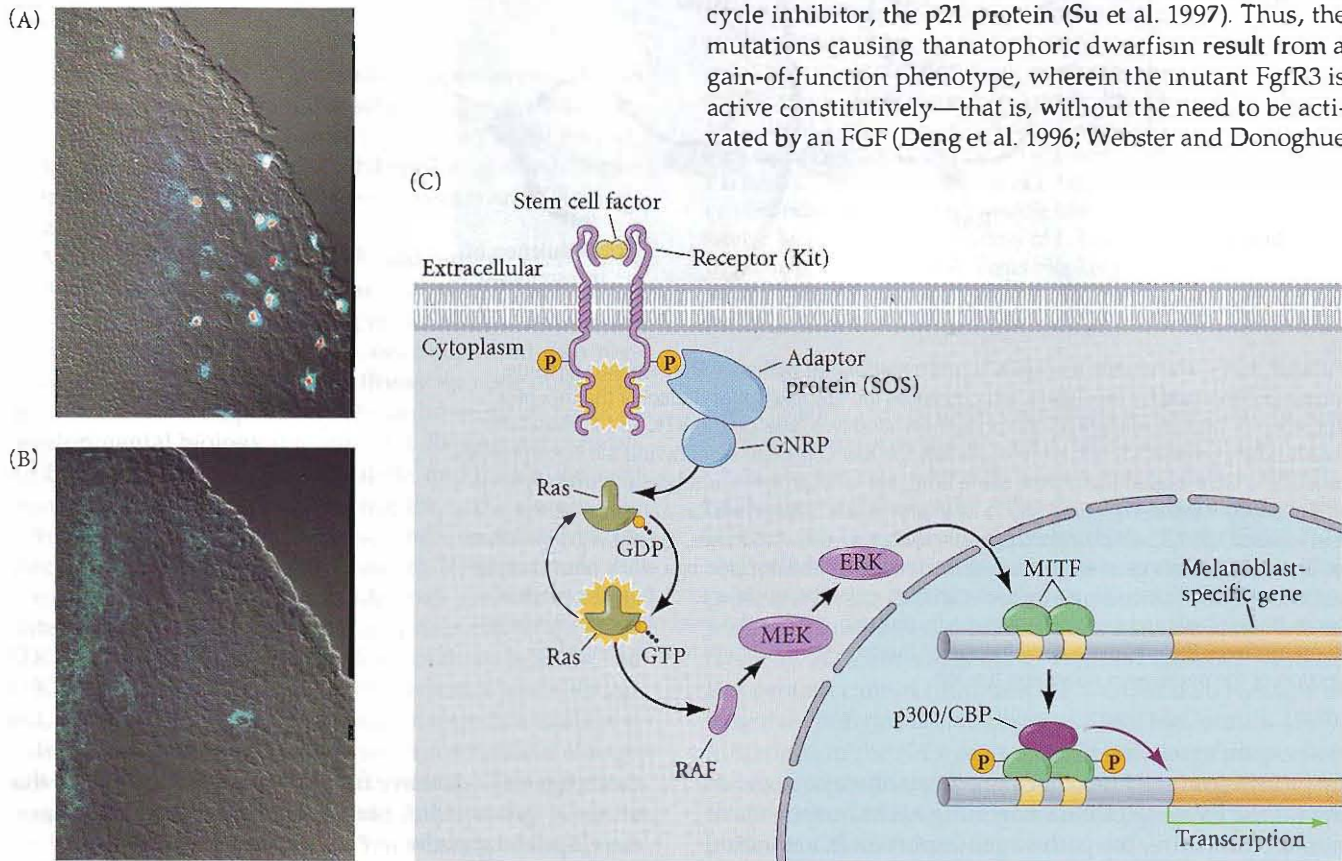 (A)
cycle inhibitor, the p21 protein (Su et al. 1997). Thus, the
mutations causing thanatophoric dwarfism result from a
gain-of-function phenotype, wherein the mutant FgfR3 is
active constitutively—that is, without the need to be acti-
vated by an FGF (Deng et al. 1996; Webster and Donoghue
(B)
(C)
Stem cell factor
Receptor (Kit)
Extracellular
Cytoplasm
P
P
Adaptor
protein (SOS)
GNRP
Ras
GDP
Ras
GTP
RAF
MEK
ERK
MITF
Melanoblast-
specific gene
p300/CBP
P
P
Transcription